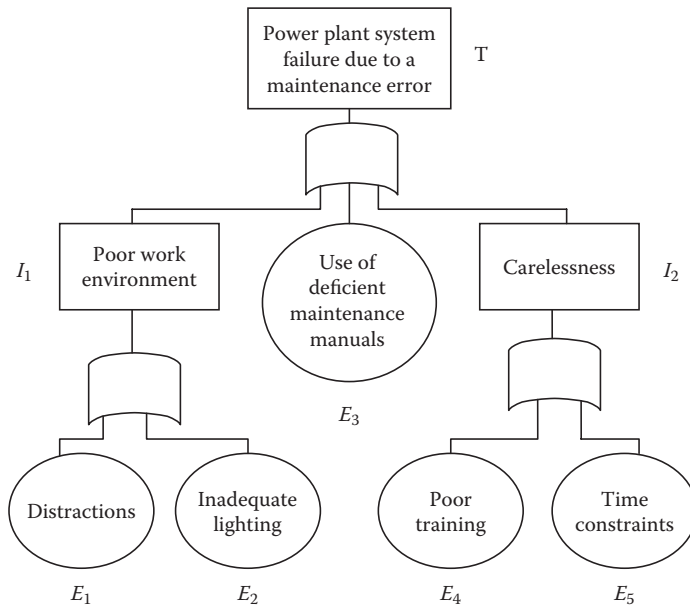 Power plant system
failure due to a
maintenance error
T
I1
Poor work
environment
Use of
deficient
maintenance
manuals
Carelessness
I2
E3
Distractions
Inadequate
lighting
Poor
training
Time
constraints
E1
E2
E4
E5